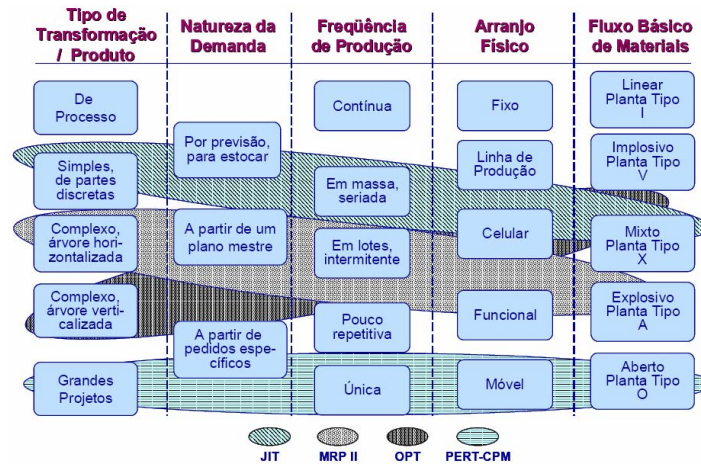 Tipo de
Transformação
/ Produto
Natureza da
Demanda
Freqüência
de Produção
Arranjo
Físico
Fluxo Básico
de Materiais
De
Processo
Simples,
de partes
discretas
Complexo,
árvore hori-
zontalizada
Complexo,
árvore verti-
calizada
Grandes
Projetos
Por previsão,
para estocar
A partir de um
plano mestre
A partir de
pedidos espe-
cíficos
Contínua
Em massa,
seriada
Em lotes,
intermitente
Pouco
repetitiva
Única
Fixo
Linha de
Produção
Celular
Funcional
Móvel
Linear
Planta Tipo
I
Implosivo
Planta Tipo
V
Mixto
Planta Tipo
X
Explosivo
Planta Tipo
A
Aberto
Planta Tipo
O
JIT
MRP II
OPT
PERT-CPM